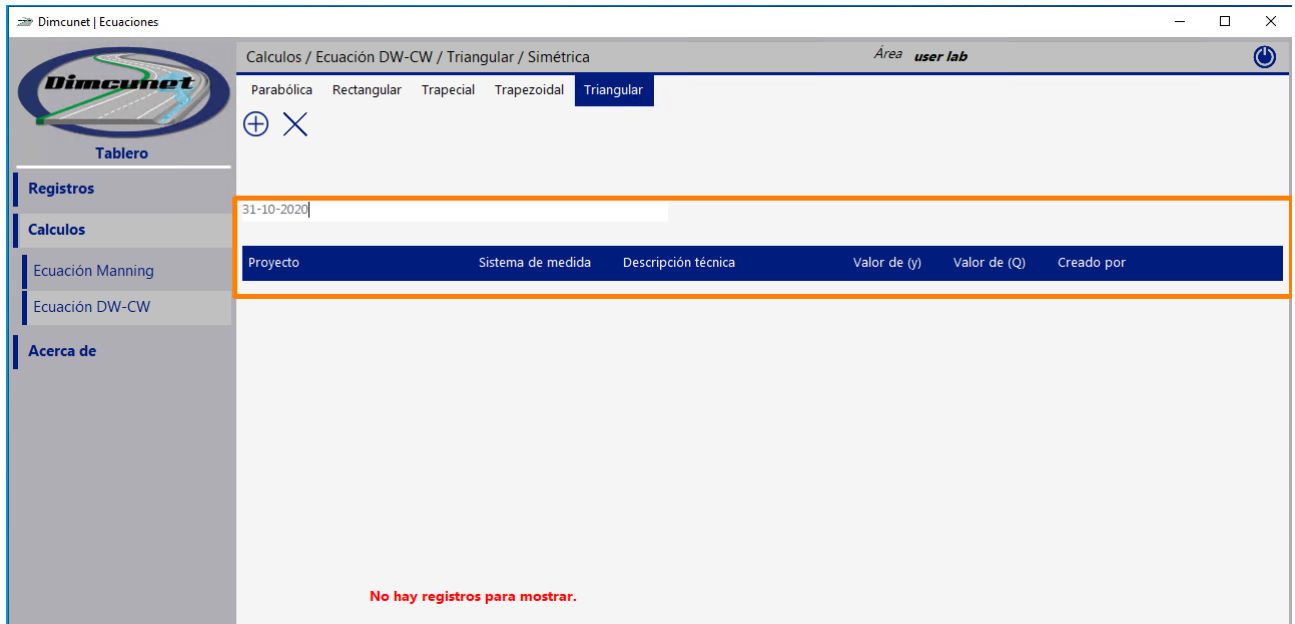 Dimcunet | Ecuaciones
Dimcunet
Tablero
Registros
Calculos
Ecuación Manning
Ecuación DW-CW
Acerca de
Calculos / Ecuación DW-CW / Triangular / Simétrica Área user lab
Parabólica Rectangular Trapecial Trapezoidal Triangular
31-10-2020
Proyecto Sistema de medida Descripción técnica Valor de (y) Valor de (Q) Creado por
No hay registros para mostrar.